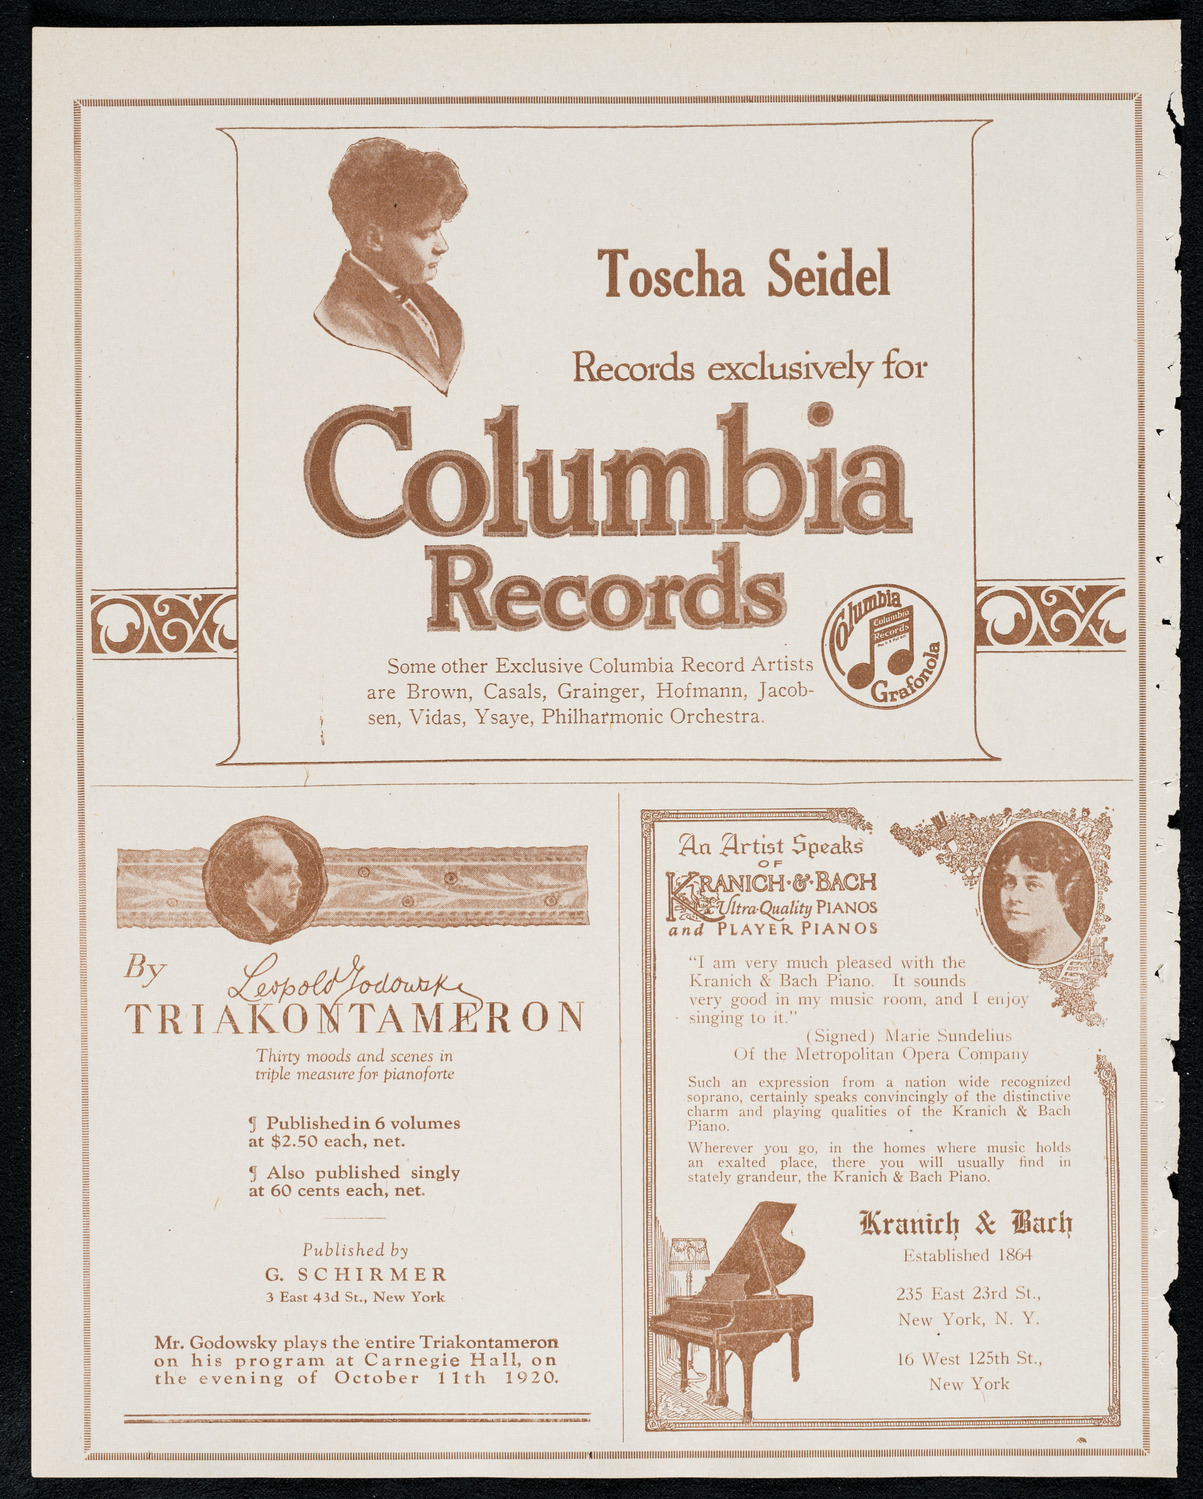 Toscha Seidel
Records exclusively for
Columbia
Records
Some other Exclusive Columbia Record Artists
are Brown, Casals, Grainger, Hofmann, Jacob-
sen, Vidas, Ysaye, Philharmonic Orchestra.
Columbia
Columbia
Records
Grafonola
By
Leopold Godowsky
TRIAKONTAMERON
Thirty moods and scenes in
triple measure for pianoforte
¶ Published in 6 volumes
at $2.50 each, net.
¶ Also published singly
at 60 cents each, net.
Published by
G. SCHIRMER
3 East 43d St., New York
Mr. Godowsky plays the entire Triakontameron
on his program at Carnegie Hall, on
the evening of October 11th 1920.
An Artist Speaks
OF
KRANICH·&·BACH
Ultra-Quality PIANOS
and PLAYER PIANOS
"I am very much pleased with the
Kranich & Bach Piano. It sounds
very good in my music room, and I enjoy
singing to it."
(Signed) Marie Sundelius
Of the Metropolitan Opera Company
Such an expression from a nation wide recognized
soprano, certainly speaks convincingly of the distinctive
charm and playing qualities of the Kranich & Bach
Piano.
Wherever you go, in the homes where music holds
an exalted place, there you will usually find in
stately grandeur, the Kranich & Bach Piano.
Kranich & Bach
Established 1864
235 East 23rd St.,
New York, N. Y.
16 West 125th St.,
New York